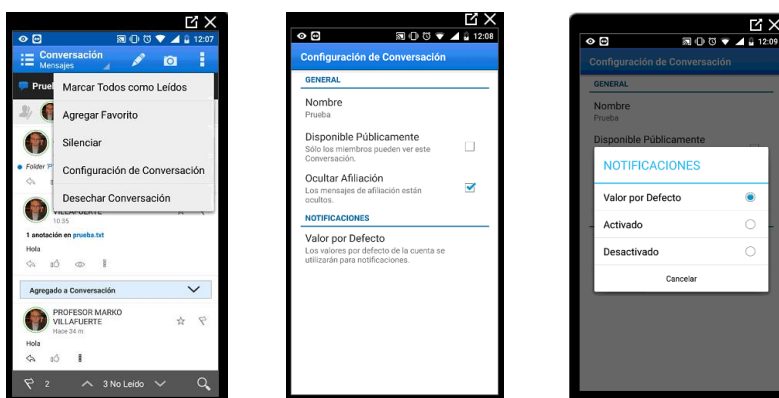 12:07
Conversación
Mensajes
Prue
Marcar Todos como Leídos
Agregar Favorito
Silenciar
Configuración de Conversación
Desechar Conversación
Folder 'P
VILLAFUERTE
10:35
1 anotación en prueba.txt
Hola
Agregado a Conversación
PROFESOR MARKO
VILLAFUERTE
Hace 34 m
Hola
2
3 No Leído
12:08
Configuración de Conversación
GENERAL
Nombre
Prueba
Disponible Públicamente
Sólo los miembros pueden ver este
Conversación.
Ocultar Afiliación
Los mensajes de afiliación están
ocultos.
NOTIFICACIONES
Valor por Defecto
Los valores por defecto de la cuenta se
utilizarán para notificaciones.
12:09
Configuración de Conversación
GENERAL
Nombre
Prueba
Disponible Públicamente
NOTIFICACIONES
Valor por Defecto
Activado
Desactivado
Cancelar